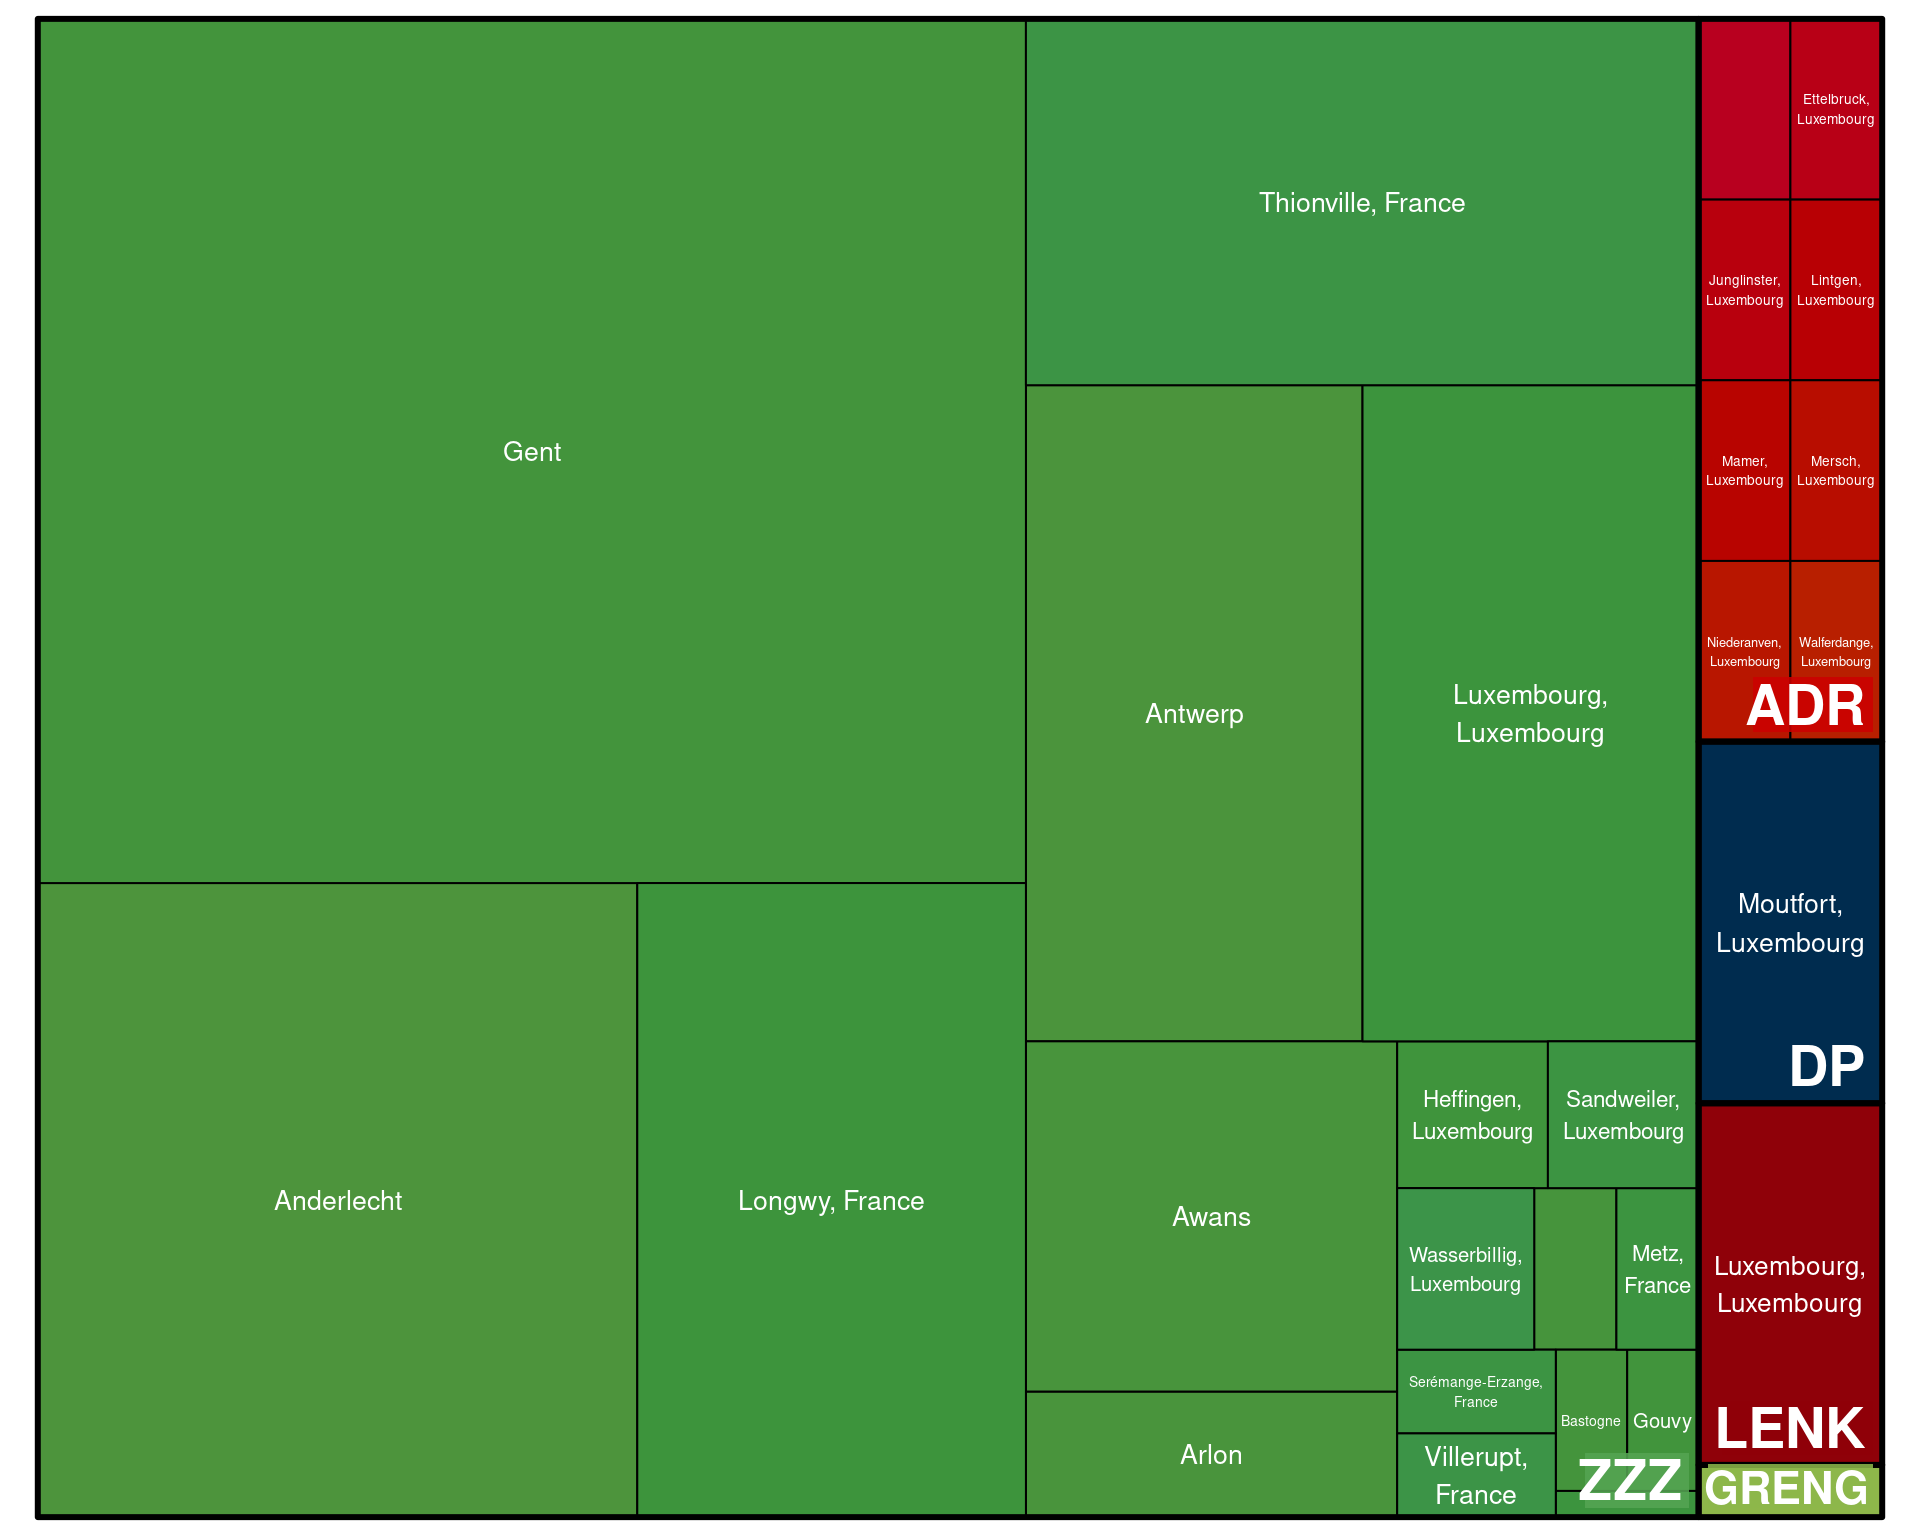 Gent
Thionville, France
Ettelbruck,
Luxembourg
Junglinster,
Luxembourg
Lintgen,
Luxembourg
Mamer,
Luxembourg
Mersch,
Luxembourg
Niederanven,
Luxembourg
Walferdange,
Luxembourg
ADR
Antwerp
Luxembourg,
Luxembourg
Moutfort,
Luxembourg
DP
Anderlecht
Longwy, France
Awans
Heffingen,
Luxembourg
Sandweiler,
Luxembourg
Wasserbillig,
Luxembourg
Metz,
France
Serémange-Erzange,
France
Bastogne
Gouvy
Arlon
Villerupt,
France
ZZZ
Luxembourg,
Luxembourg
LENK
GRENG